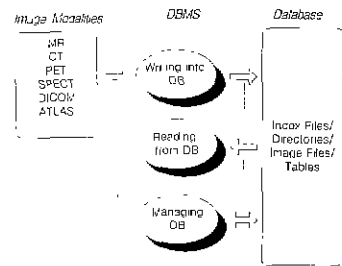 Image Modalities
DBMS
Database
MR
CT
PET
SPECT
DICOM
ATLAS
Writing into
DB
Reading
from DB
Managing
DB
Index Files/
Directories/
Image Files/
Tables